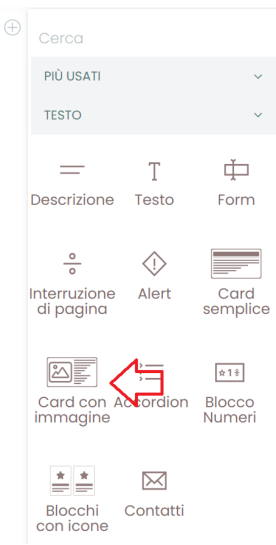 Cerca
PIÙ USATI
TESTO
Descrizione
Testo
Form
Interruzione
di pagina
Alert
Card
semplice
Card con
immagine
Accordion
Blocco
Numeri
Blocchi
con icone
Contatti